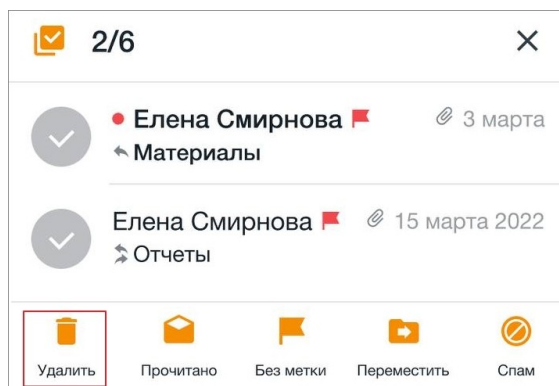 2/6
Елена Смирнова 3 марта
Материалы
Елена Смирнова 15 марта 2022
Отчеты
Удалить Прочитано Без метки Переместить Спам